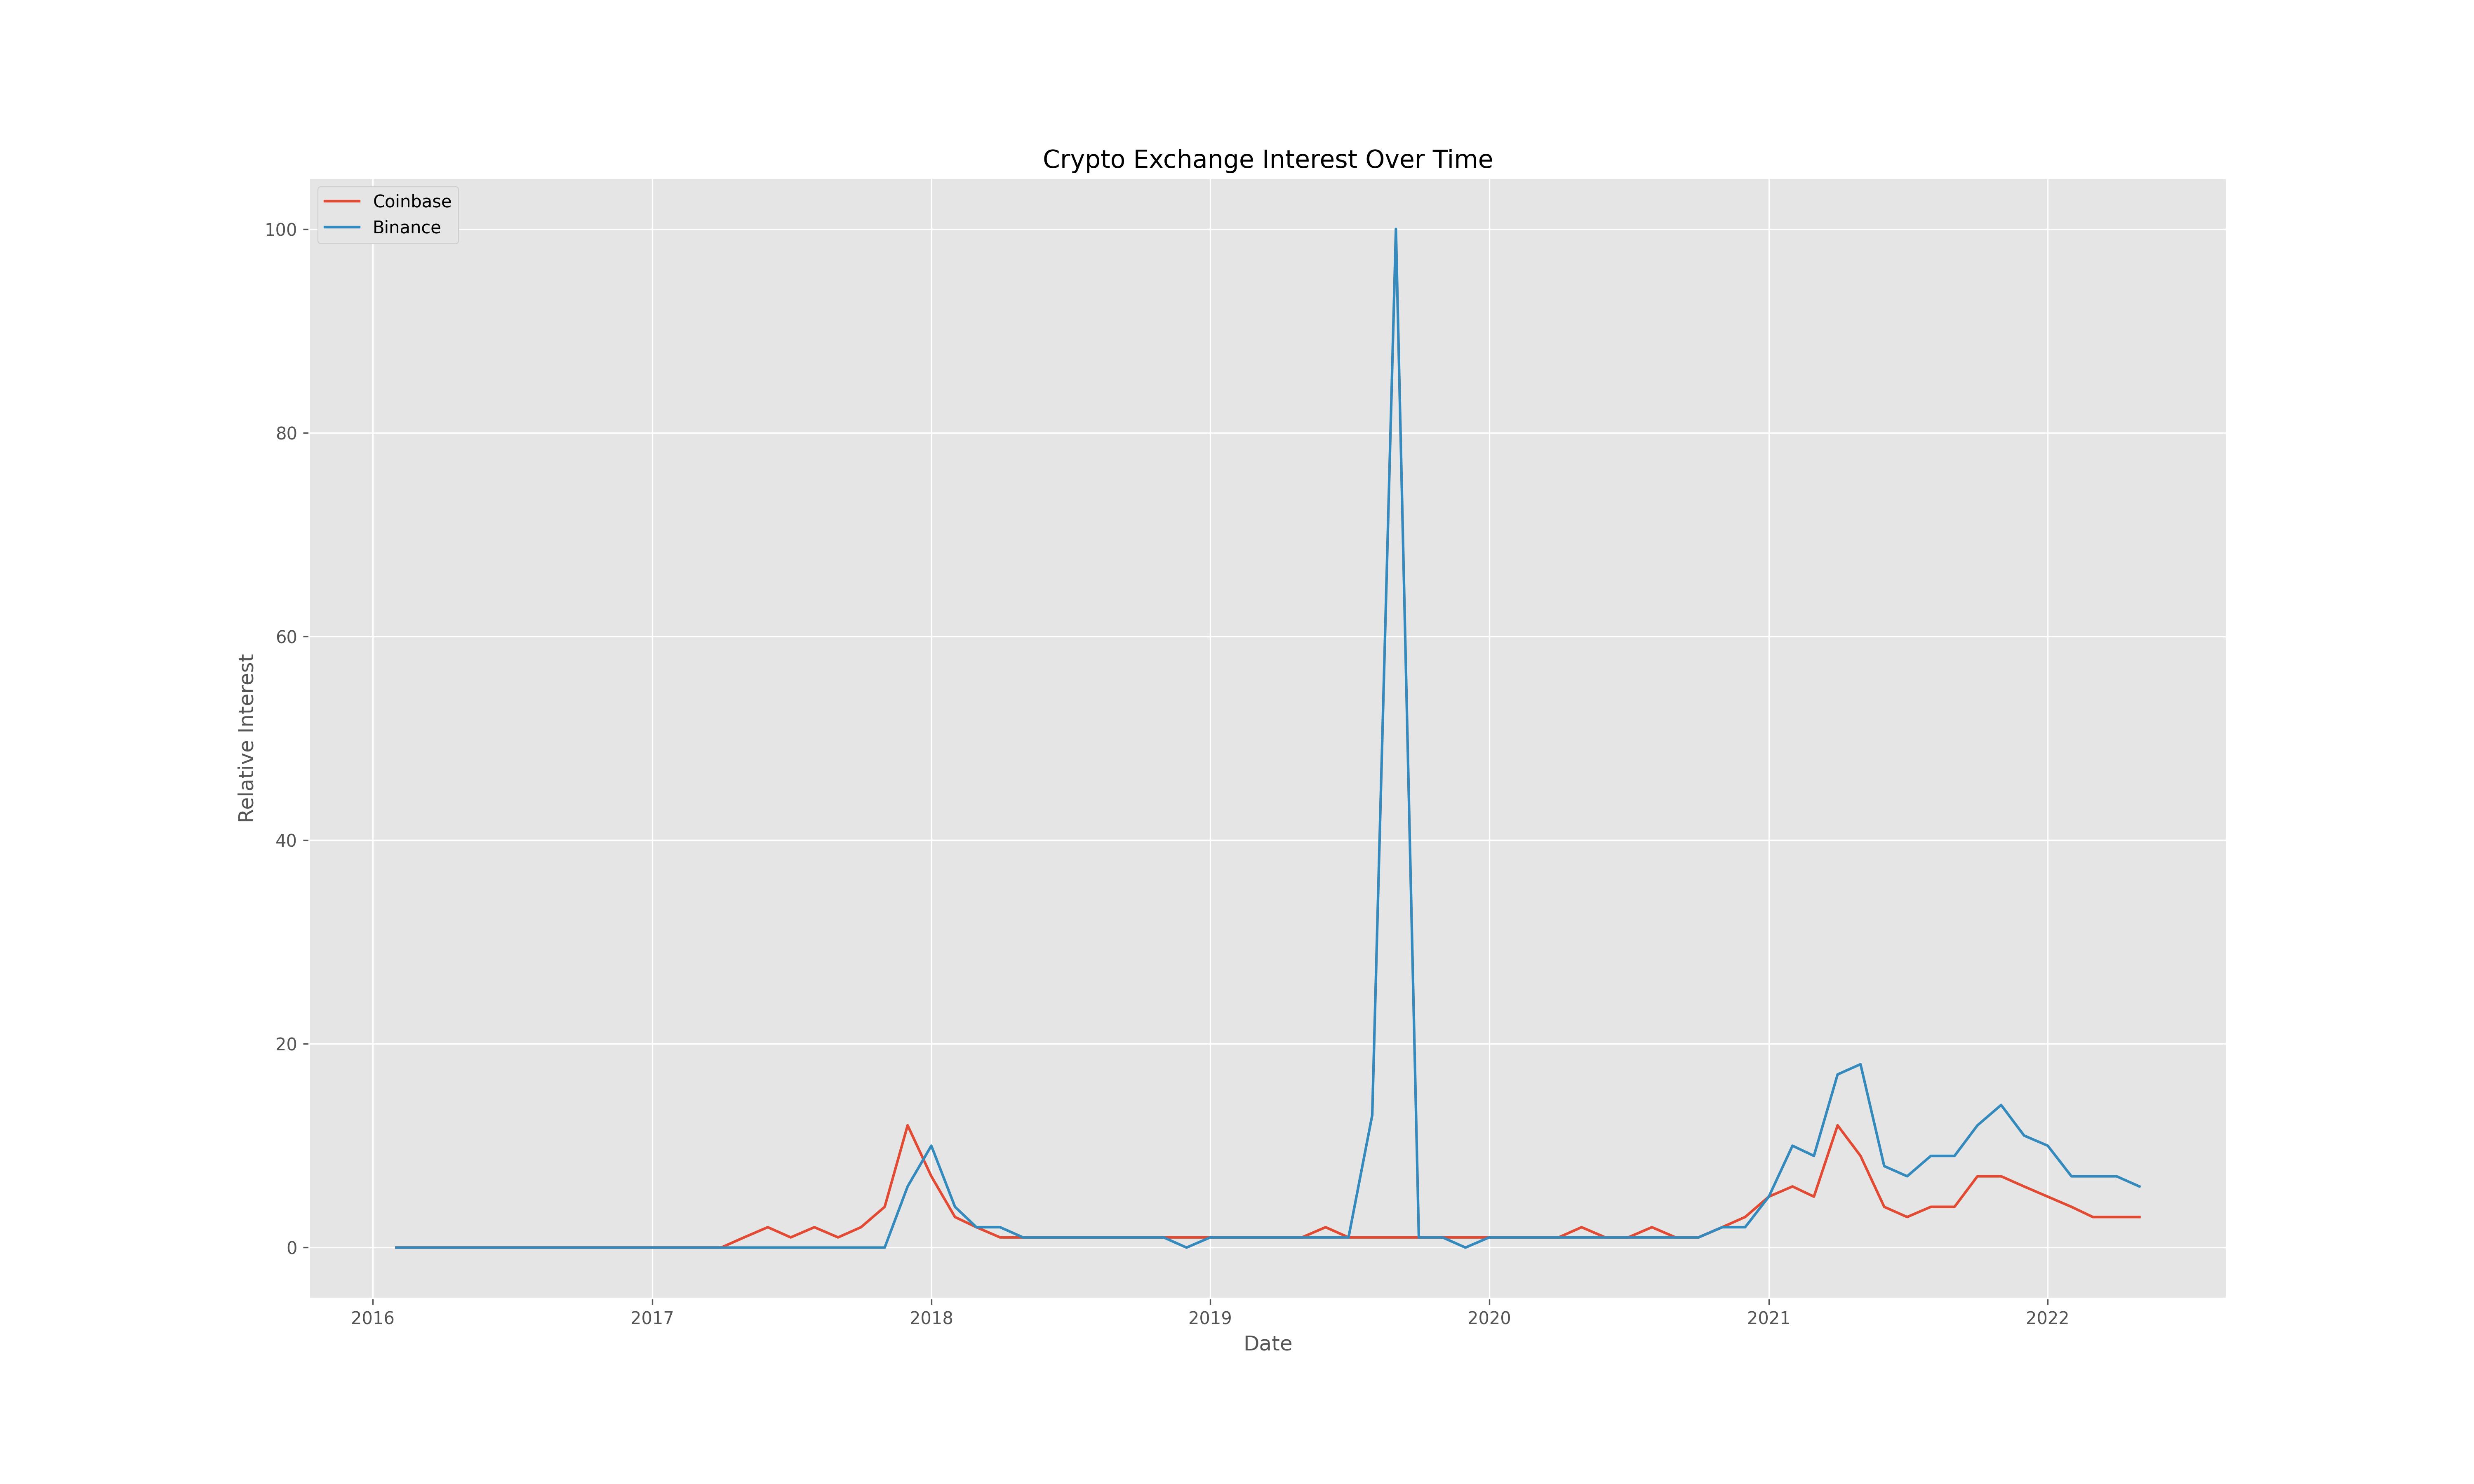 Crypto Exchange Interest Over Time
Coinbase
Binance
100
80
60
40
20
0
Relative Interest
2016 2017 2018 2019 2020 2021 2022
Date